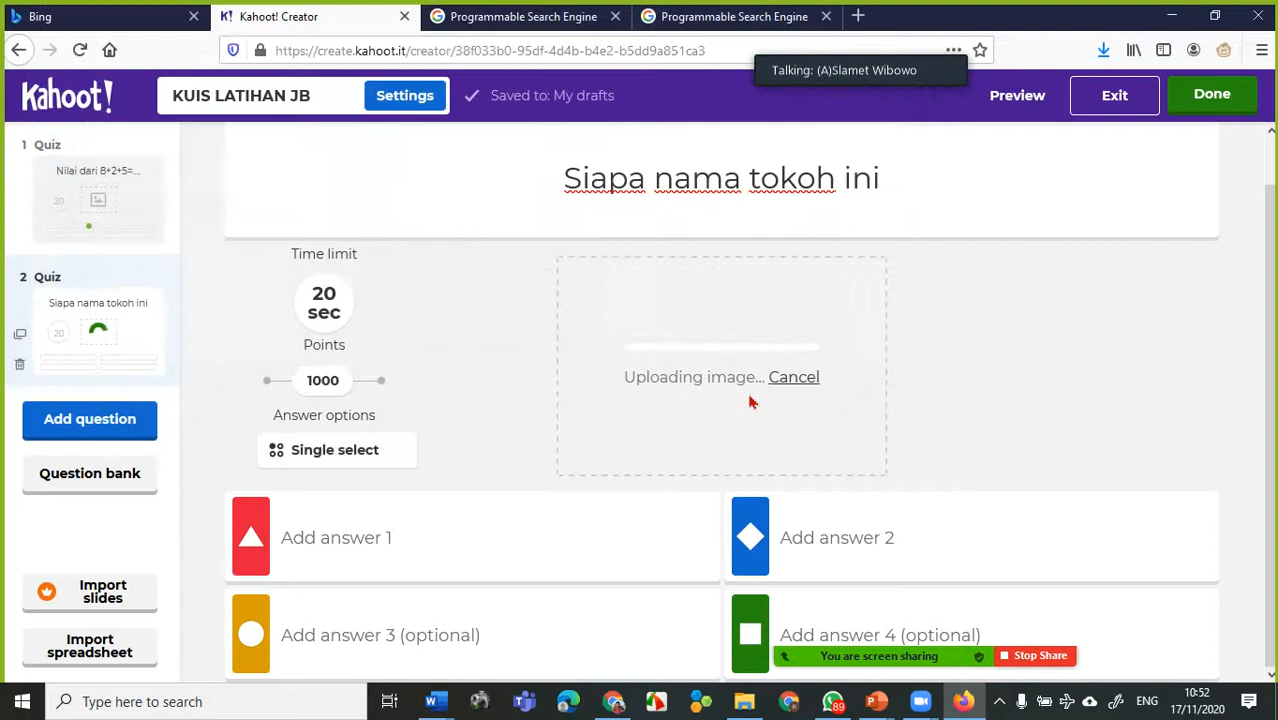 Bing
Kahoot! Creator
Programmable Search Engine
Programmable Search Engine
https://create.kahoot.it/creator/38f033b0-95df-4d4b-b4e2-b5dd9a851ca3
Talking: (A)Slamet Wibowo
Kahoot!
KUIS LATIHAN JB
Settings
Saved to: My drafts
Preview
Exit
Done
1 Quiz
Nilai dari 8+2+5=...
20
2 Quiz
Siapa nama tokoh ini
20
Add question
Question bank
Import
slides
Import
spreadsheet
Siapa nama tokoh ini
Time limit
20
sec
Points
1000
Answer options
Single select
Uploading image... Cancel
Add answer 1
Add answer 2
Add answer 3 (optional)
Add answer 4 (optional)
You are screen sharing
Stop Share
Type here to search
89
ENG
10:52
17/11/2020